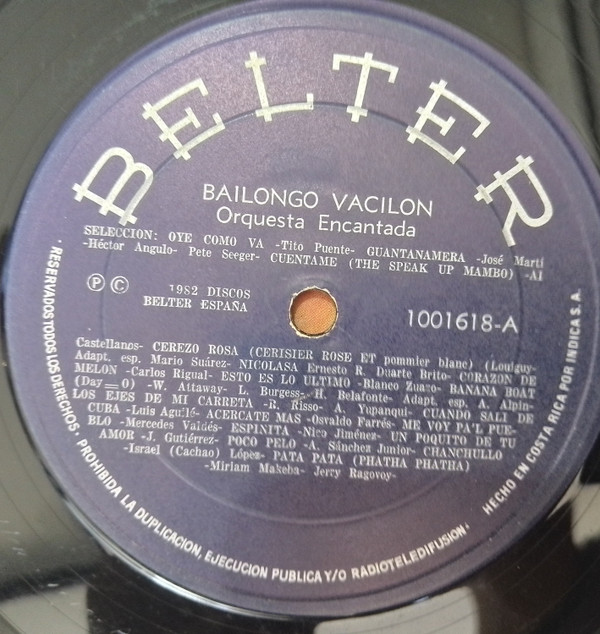 BELTER
BAILONGO VACILON
Orquesta Encantada
SELECCION: OYE COMO VA -Tito Puente- GUANTANAMERA -José Martí
-Héctor Angulo- Pete Seeger- CUENTAME (THE SPEAK UP MAMBO) -Al
Ⓟ Ⓒ 1982 DISCOS
BELTER ESPAÑA
1001618-A
Castellanos- CEREZO ROSA (CERISIER ROSE ET pommier blanc) (Louiguy-
Adapt. esp. Mario Suárez- NICOLASA Ernesto R. Duarte Brito- CORAZON DE
MELON -Carlos Rigual- ESTO ES LO ULTIMO -Blanco Zuazo- BANANA BOAT
(Day = 0) -W. Attaway- L. Burgess- H. Belafonte- Adapt. esp. A. Alpin-
LOS EJES DE MI CARRETA -R. Risso- A. Yupanqui- CUANDO SALI DE
CUBA -Luis Aguilé- ACERCATE MAS -Osvaldo Farrés- ME VOY PA'L PUE-
BLO -Mercedes Valdés- ESPINITA -Nico Jiménez- UN POQUITO DE TU
AMOR -J. Gutiérrez- POCO PELO -A. Sánchez Junior- CHANCHULLO
-Israel (Cachao) López- PATA PATA (PHATHA PHATHA)
-Miriam Makeba- Jerry Ragovoy-
· RESERVADOS TODOS LOS DERECHOS · PROHIBIDA LA DUPLICACION, EJECUCION PUBLICA Y/O RADIOTELEDIFUSION ·
HECHO EN COSTA RICA POR INDICA S.A.